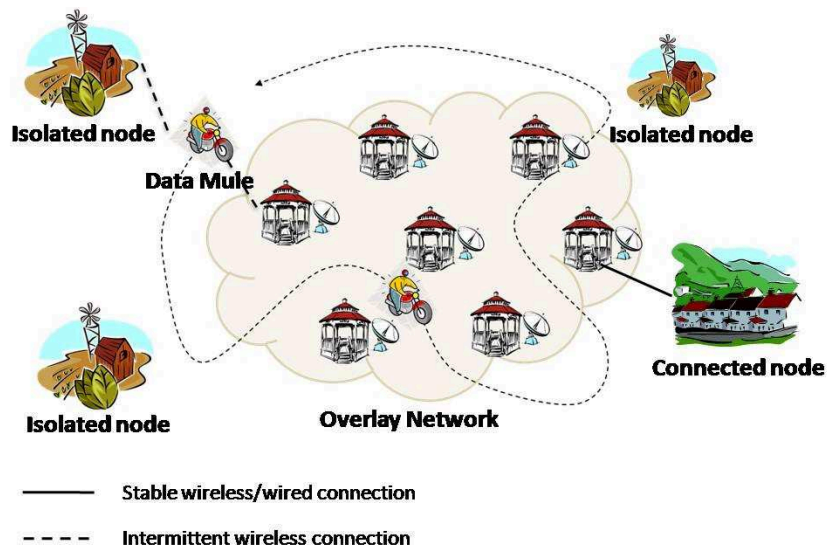 Isolated node
Isolated node
Data Mule
Connected node
Isolated node
Overlay Network
Stable wireless/wired connection
Intermittent wireless connection